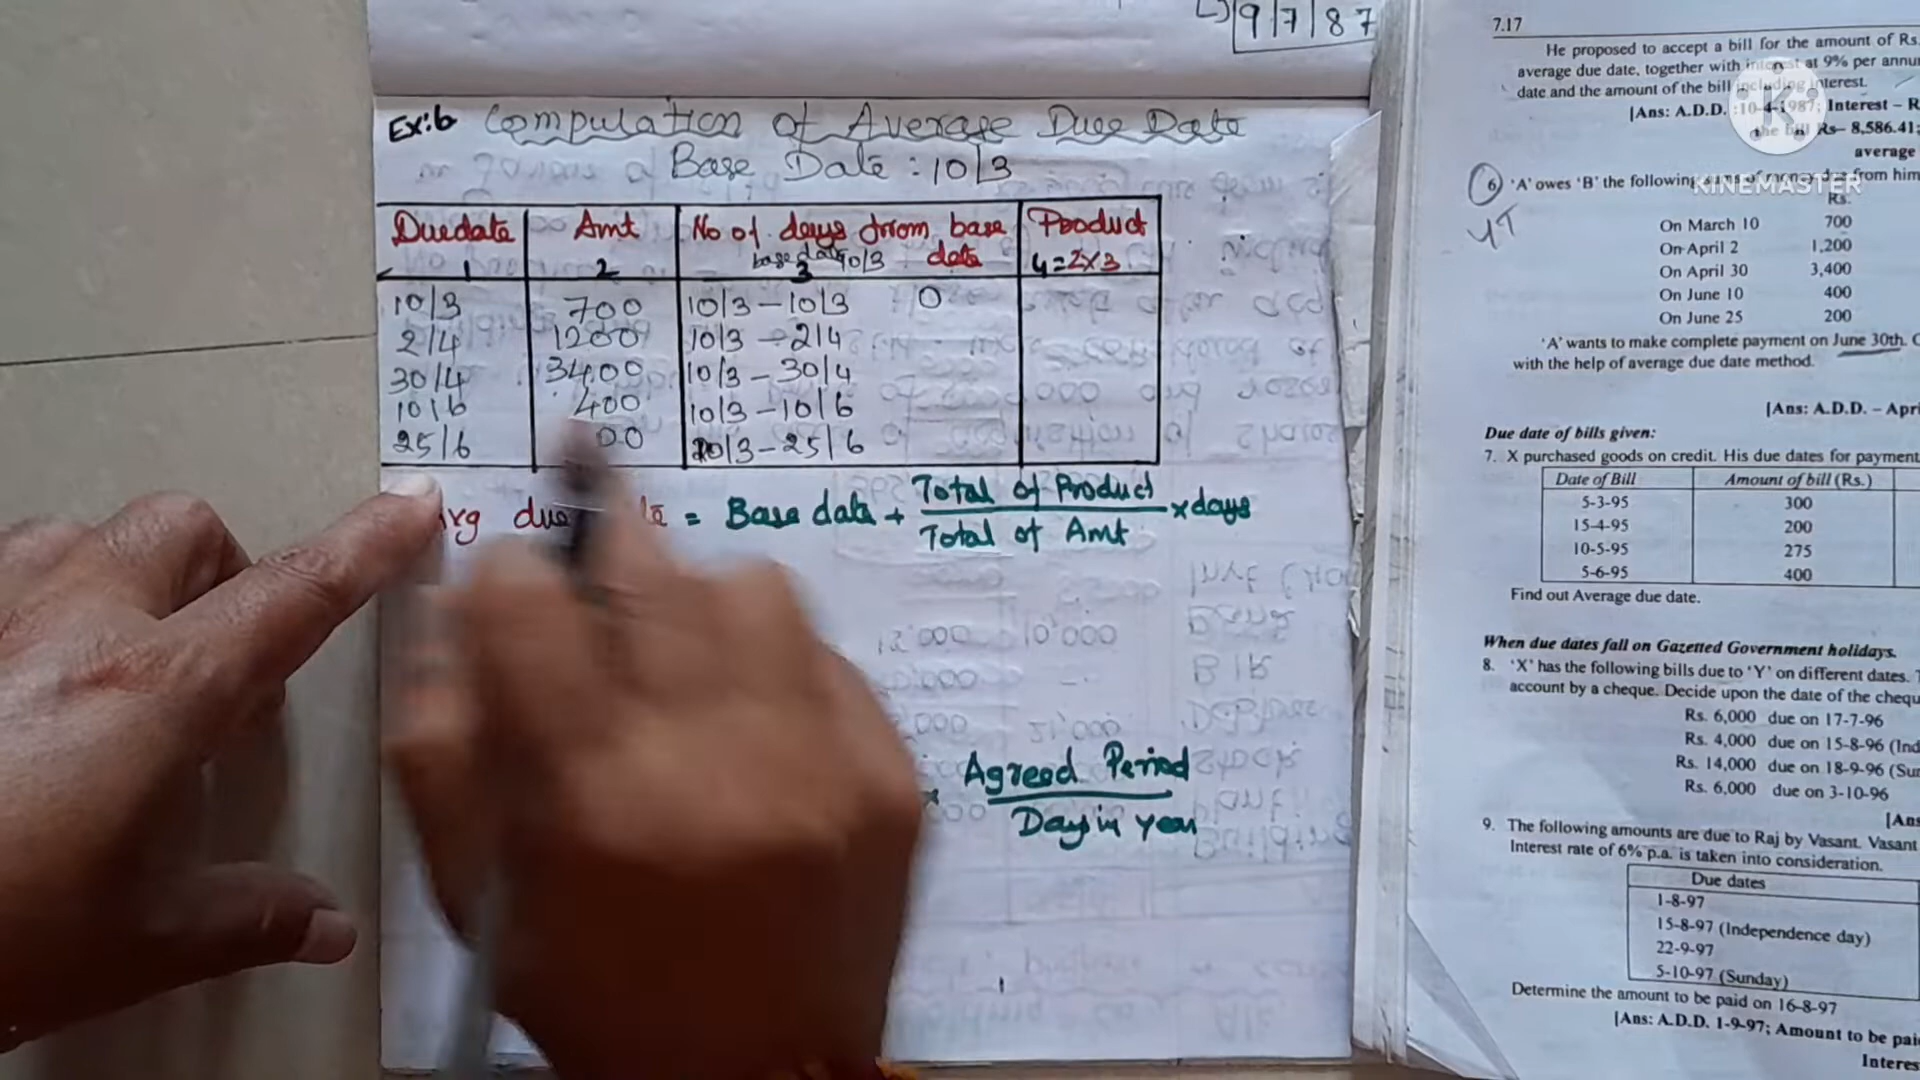 9/7/87
Ex:6 Computation of Average Due Date
Base Date : 10/3
Duedate Amt No of days from base date Product
1 2 base date 10/3 3 4=2x3
10/3 700 10/3-10/3 0
2/4 1200 10/3-2/4
30/4 3400 10/3-30/4
10/6 400 10/3-10/6
25/6 00 10/3-25/6
= Base date + Total of Product x days
Total of Amt
x Agreed Period
Days in year
7.17
He proposed to accept a bill for the amount of Rs.
average due date, together with interest at 9% per annu
date and the amount of the bill including interest.
[Ans: A.D.D. :10-4-1987; Interest – R
the bill Rs– 8,586.41;
average
KINEMASTER
6) 'A' owes 'B' the following sums of money due from him
YT
Rs.
On March 10 700
On April 2 1,200
On April 30 3,400
On June 10 400
On June 25 200
'A' wants to make complete payment on June 30th. C
with the help of average due date method.
[Ans: A.D.D. – Apri
Due date of bills given:
7. X purchased goods on credit. His due dates for payment
Date of Bill Amount of bill (Rs.)
5-3-95 300
15-4-95 200
10-5-95 275
5-6-95 400
Find out Average due date.
When due dates fall on Gazetted Government holidays.
8. 'X' has the following bills due to 'Y' on different dates.
account by a cheque. Decide upon the date of the chequ
Rs. 6,000 due on 17-7-96
Rs. 4,000 due on 15-8-96 (Ind
Rs. 14,000 due on 18-9-96 (Sun
Rs. 6,000 due on 3-10-96
[Ans
9. The following amounts are due to Raj by Vasant. Vasant
Interest rate of 6% p.a. is taken into consideration.
Due dates
1-8-97
15-8-97 (Independence day)
22-9-97
5-10-97 (Sunday)
Determine the amount to be paid on 16-8-97
[Ans: A.D.D. 1-9-97; Amount to be pai
Interes